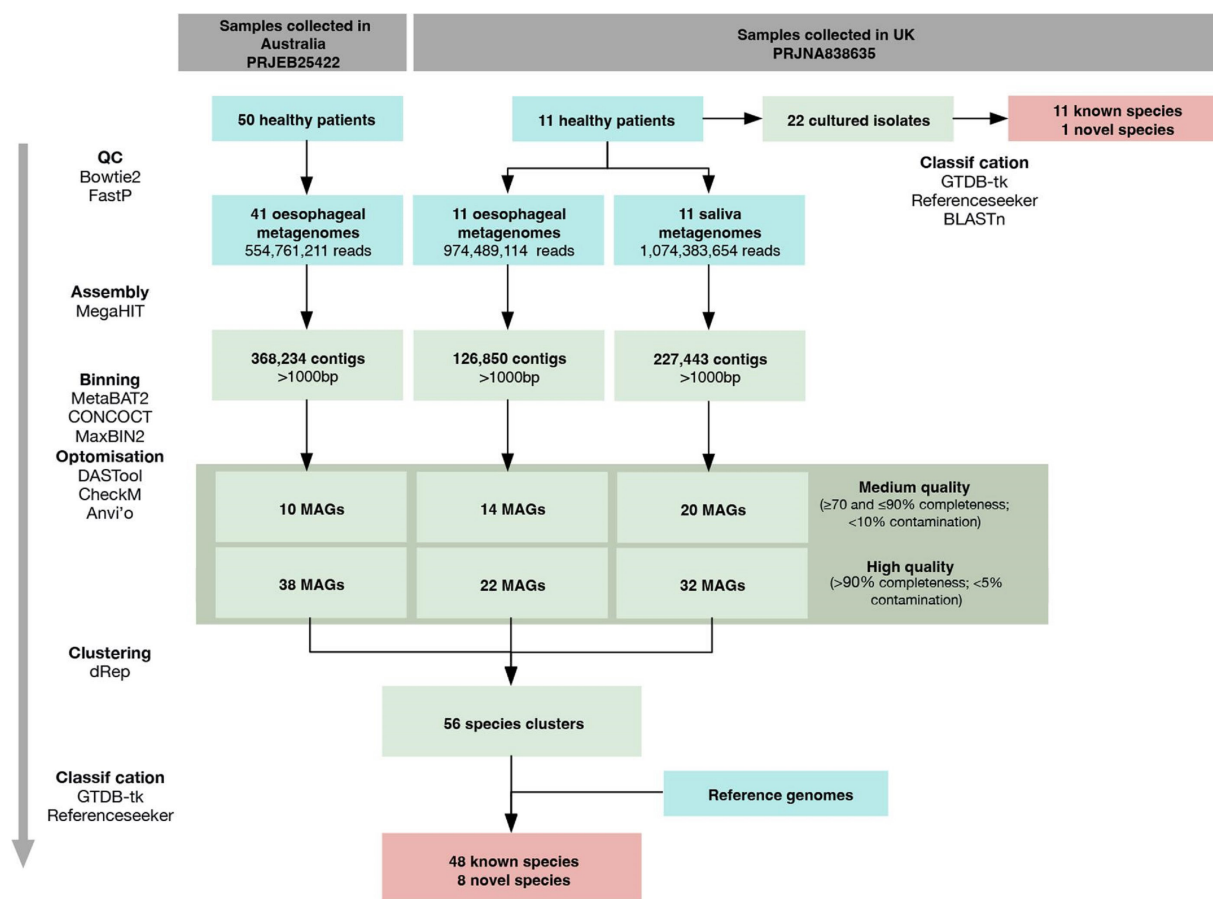 Samples collected in
Australia
PRJEB25422
Samples collected in UK
PRJNA838635
50 healthy patients
11 healthy patients
22 cultured isolates
11 known species
1 novel species
QC
Bowtie2
FastP
Classif cation
GTDB-tk
Referenceseeker
BLASTn
41 oesophageal
metagenomes
554,761,211 reads
11 oesophageal
metagenomes
974,489,114 reads
11 saliva
metagenomes
1,074,383,654 reads
Assembly
MegaHIT
368,234 contigs
>1000bp
126,850 contigs
>1000bp
227,443 contigs
>1000bp
Binning
MetaBAT2
CONCOCT
MaxBIN2
Optomisation
DASTool
CheckM
Anvi'o
10 MAGs
14 MAGs
20 MAGs
Medium quality
(≥70 and ≤90% completeness;
<10% contamination)
38 MAGs
22 MAGs
32 MAGs
High quality
(>90% completeness; <5%
contamination)
Clustering
dRep
56 species clusters
Classif cation
GTDB-tk
Referenceseeker
Reference genomes
48 known species
8 novel species